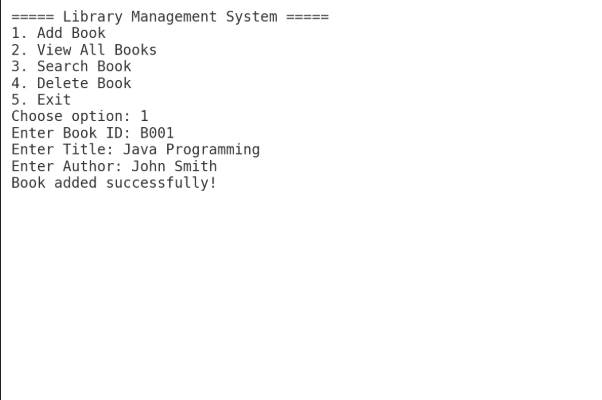 ===== Library Management System =====
1. Add Book
2. View All Books
3. Search Book
4. Delete Book
5. Exit
Choose option: 1
Enter Book ID: B001
Enter Title: Java Programming
Enter Author: John Smith
Book added successfully!